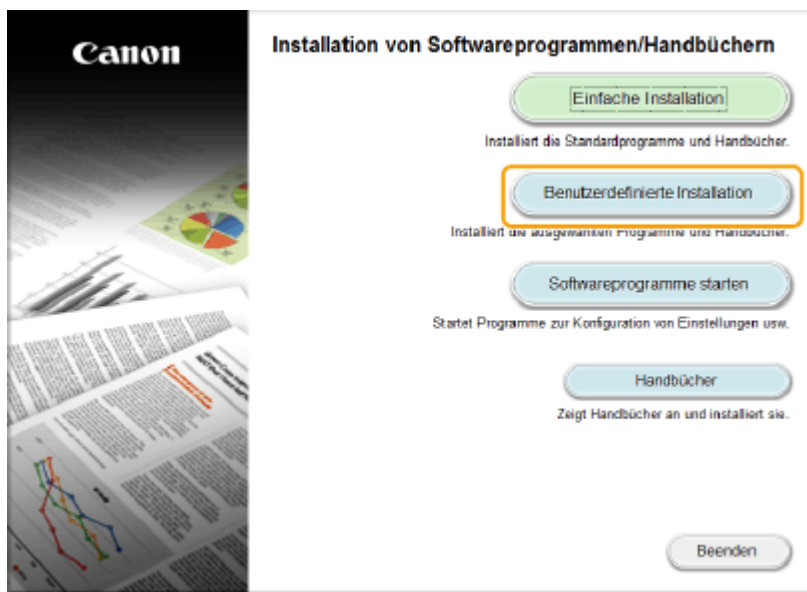 Canon
Installation von Softwareprogrammen/Handbüchern
Einfache Installation
Installiert die Standardprogramme und Handbücher.
Benutzerdefinierte Installation
Installiert die ausgewählten Programme und Handbücher.
Softwareprogramme starten
Startet Programme zur Konfiguration von Einstellungen usw.
Handbücher
Zeigt Handbücher an und installiert sie.
Beenden